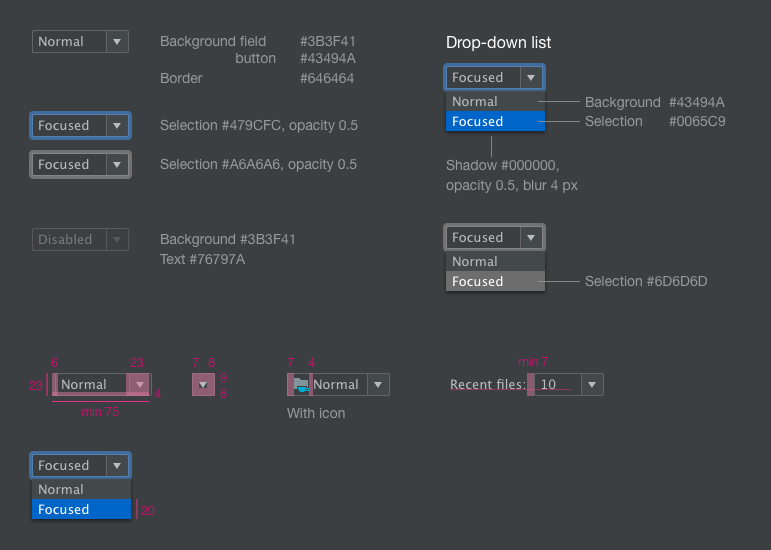 Normal
Background field #3B3F41
button #43494A
Border #646464
Focused
Selection #479CFC, opacity 0.5
Focused
Selection #A6A6A6, opacity 0.5
Disabled
Background #3B3F41
Text #76797A
Drop-down list
Focused
Normal
Background #43494A
Focused
Selection #0065C9
Shadow #000000,
opacity 0.5, blur 4 px
Focused
Normal
Focused
Selection #6D6D6D
6 23
23
Normal
4
min 75
7 8
9
8
7 4
Normal
With icon
min 7
Recent files: 10
Focused
Normal
Focused
20